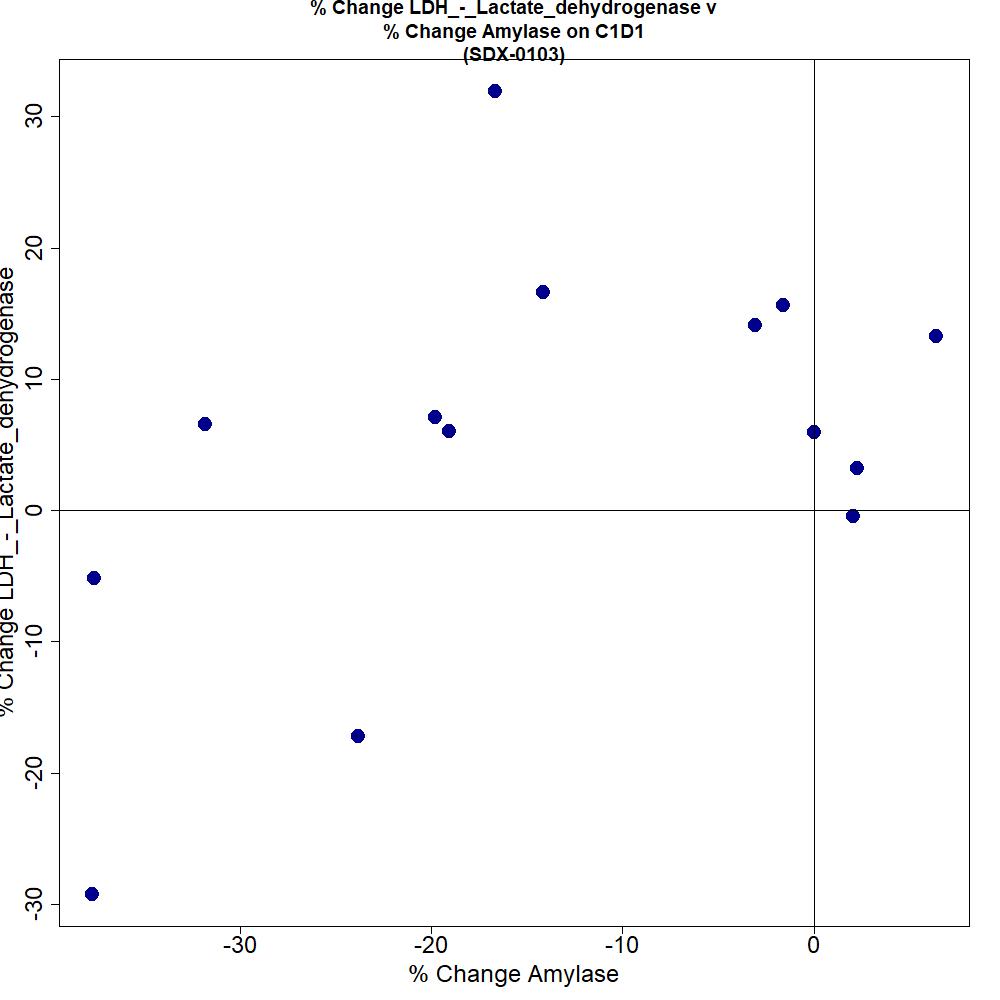 % Change LDH_-_Lactate_dehydrogenase v
% Change Amylase on C1D1
(SDX-0103)
% Change LDH_-_Lactate_dehydrogenase
30
20
10
0
-10
-20
-30
-30 -20 -10 0
% Change Amylase